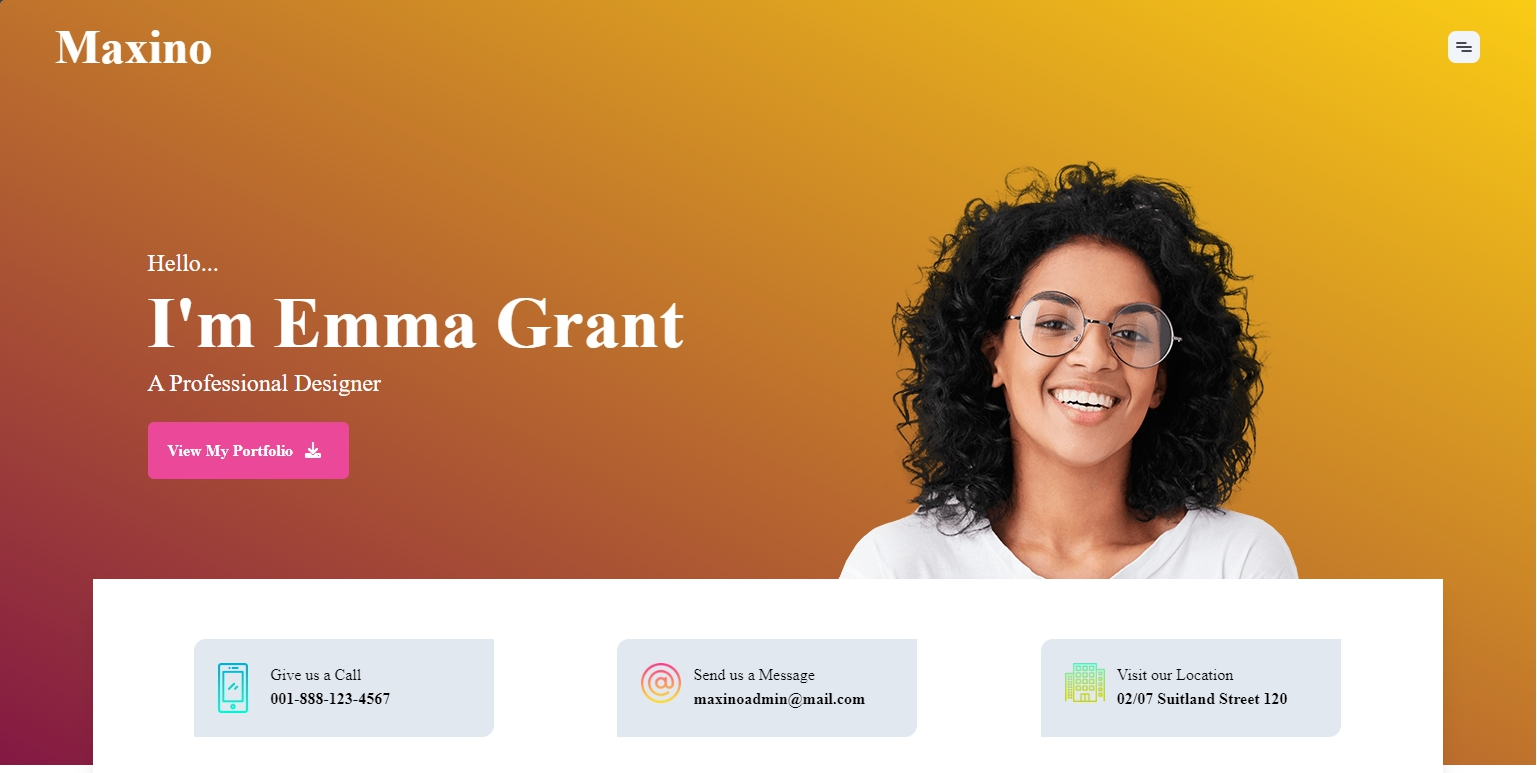 Maxino
Hello...
I'm Emma Grant
A Professional Designer
View My Portfolio
Give us a Call
001-888-123-4567
Send us a Message
maxinoadmin@mail.com
Visit our Location
02/07 Suitland Street 120